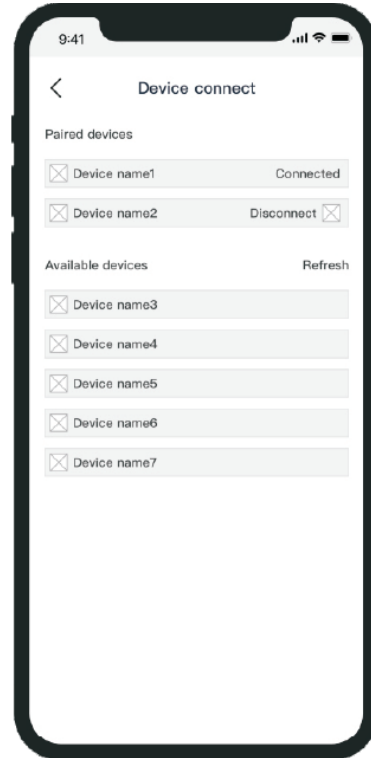 9:41
Device connect
Paired devices
Device name1 Connected
Device name2 Disconnect
Available devices Refresh
Device name3
Device name4
Device name5
Device name6
Device name7